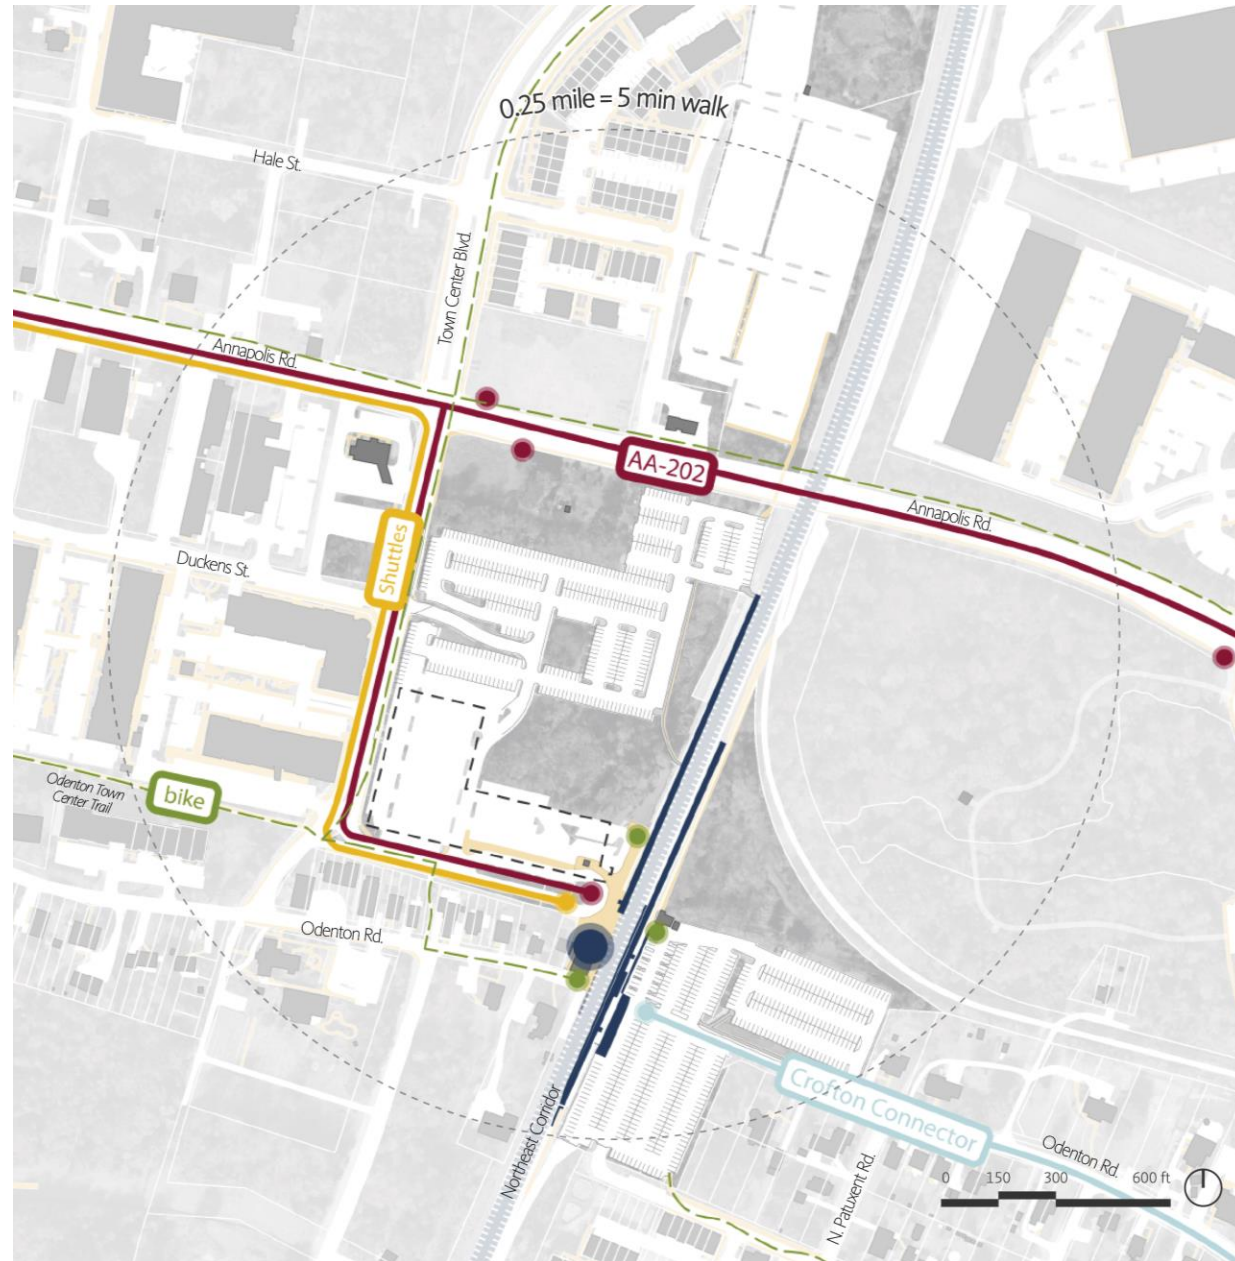 0.25 mile = 5 min walk
Hale St.
Town Center Blvd.
Annapolis Rd.
AA-202
Annapolis Rd.
Shuttles
Duckens St.
Odenton Town
Center Trail
bike
Odenton Rd.
Northeast Corridor
Crofton Connector
Odenton Rd.
N. Patuxent Rd.
0 150 300 600 ft